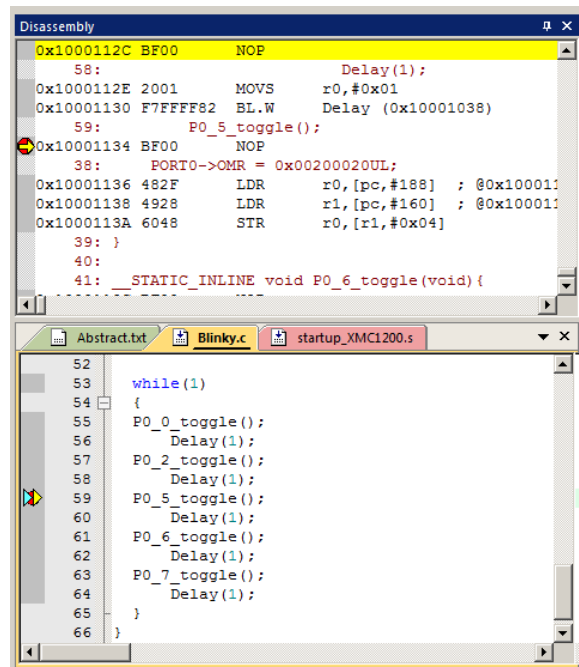 Disassembly
0x1000112C BF00 NOP
58: Delay(1);
0x1000112E 2001 MOVS r0,#0x01
0x10001130 F7FFFF82 BL.W Delay (0x10001038)
59: P0_5_toggle();
0x10001134 BF00 NOP
38: PORT0->OMR = 0x00200020UL;
0x10001136 482F LDR r0,[pc,#188] ; @0x100011
0x10001138 4928 LDR r1,[pc,#160] ; @0x100011
0x1000113A 6048 STR r0,[r1,#0x04]
39: }
40:
41: __STATIC_INLINE void P0_6_toggle(void){
Abstract.txt Blinky.c startup_XMC1200.s
52
53 while(1)
54 {
55 P0_0_toggle();
56 Delay(1);
57 P0_2_toggle();
58 Delay(1);
59 P0_5_toggle();
60 Delay(1);
61 P0_6_toggle();
62 Delay(1);
63 P0_7_toggle();
64 Delay(1);
65 }
66 }